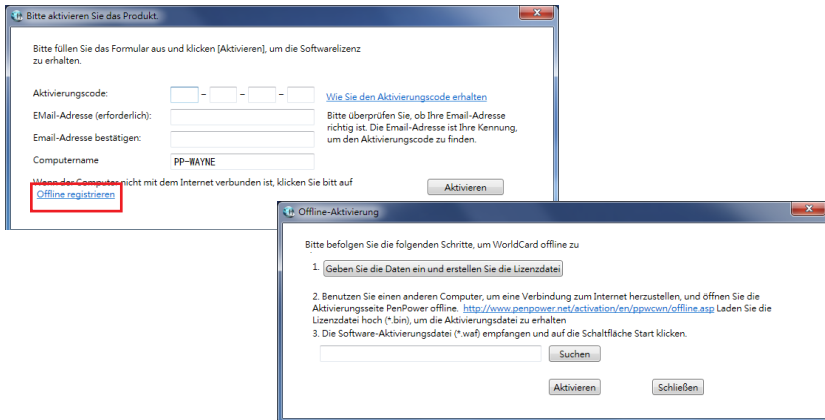 Bitte aktivieren Sie das Produkt.
Bitte füllen Sie das Formular aus und klicken [Aktivieren], um die Softwarelizenz
zu erhalten.
Aktivierungscode:
– – –
Wie Sie den Aktivierungscode erhalten
EMail-Adresse (erforderlich):
Bitte überprüfen Sie, ob Ihre Email-Adresse
richtig ist. Die Email-Adresse ist Ihre Kennung,
um den Aktivierungscode zu finden.
Email-Adresse bestätigen:
Computername
PP-WAYNE
Wenn der Computer nicht mit dem Internet verbunden ist, klicken Sie bitt auf
Offline registrieren
Aktivieren
Offline-Aktivierung
Bitte befolgen Sie die folgenden Schritte, um WorldCard offline zu
1. Geben Sie die Daten ein und erstellen Sie die Lizenzdatei
2. Benutzen Sie einen anderen Computer, um eine Verbindung zum Internet herzustellen, und öffnen Sie die
Aktivierungsseite PenPower offline. http://www.penpower.net/activation/en/ppwcwn/offline.asp Laden Sie die
Lizenzdatei hoch (*.bin), um die Aktivierungsdatei zu erhalten
3. Die Software-Aktivierungsdatei (*.waf) empfangen und auf die Schaltfläche Start klicken.
Suchen
Aktivieren
Schließen